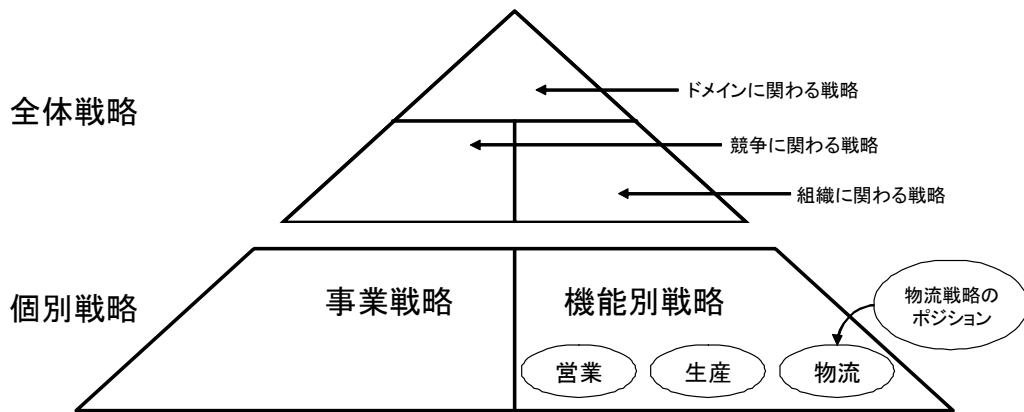 全体戦略
ドメインに関わる戦略
競争に関わる戦略
組織に関わる戦略
個別戦略
事業戦略
機能別戦略
物流戦略の
ポジション
営業
生産
物流